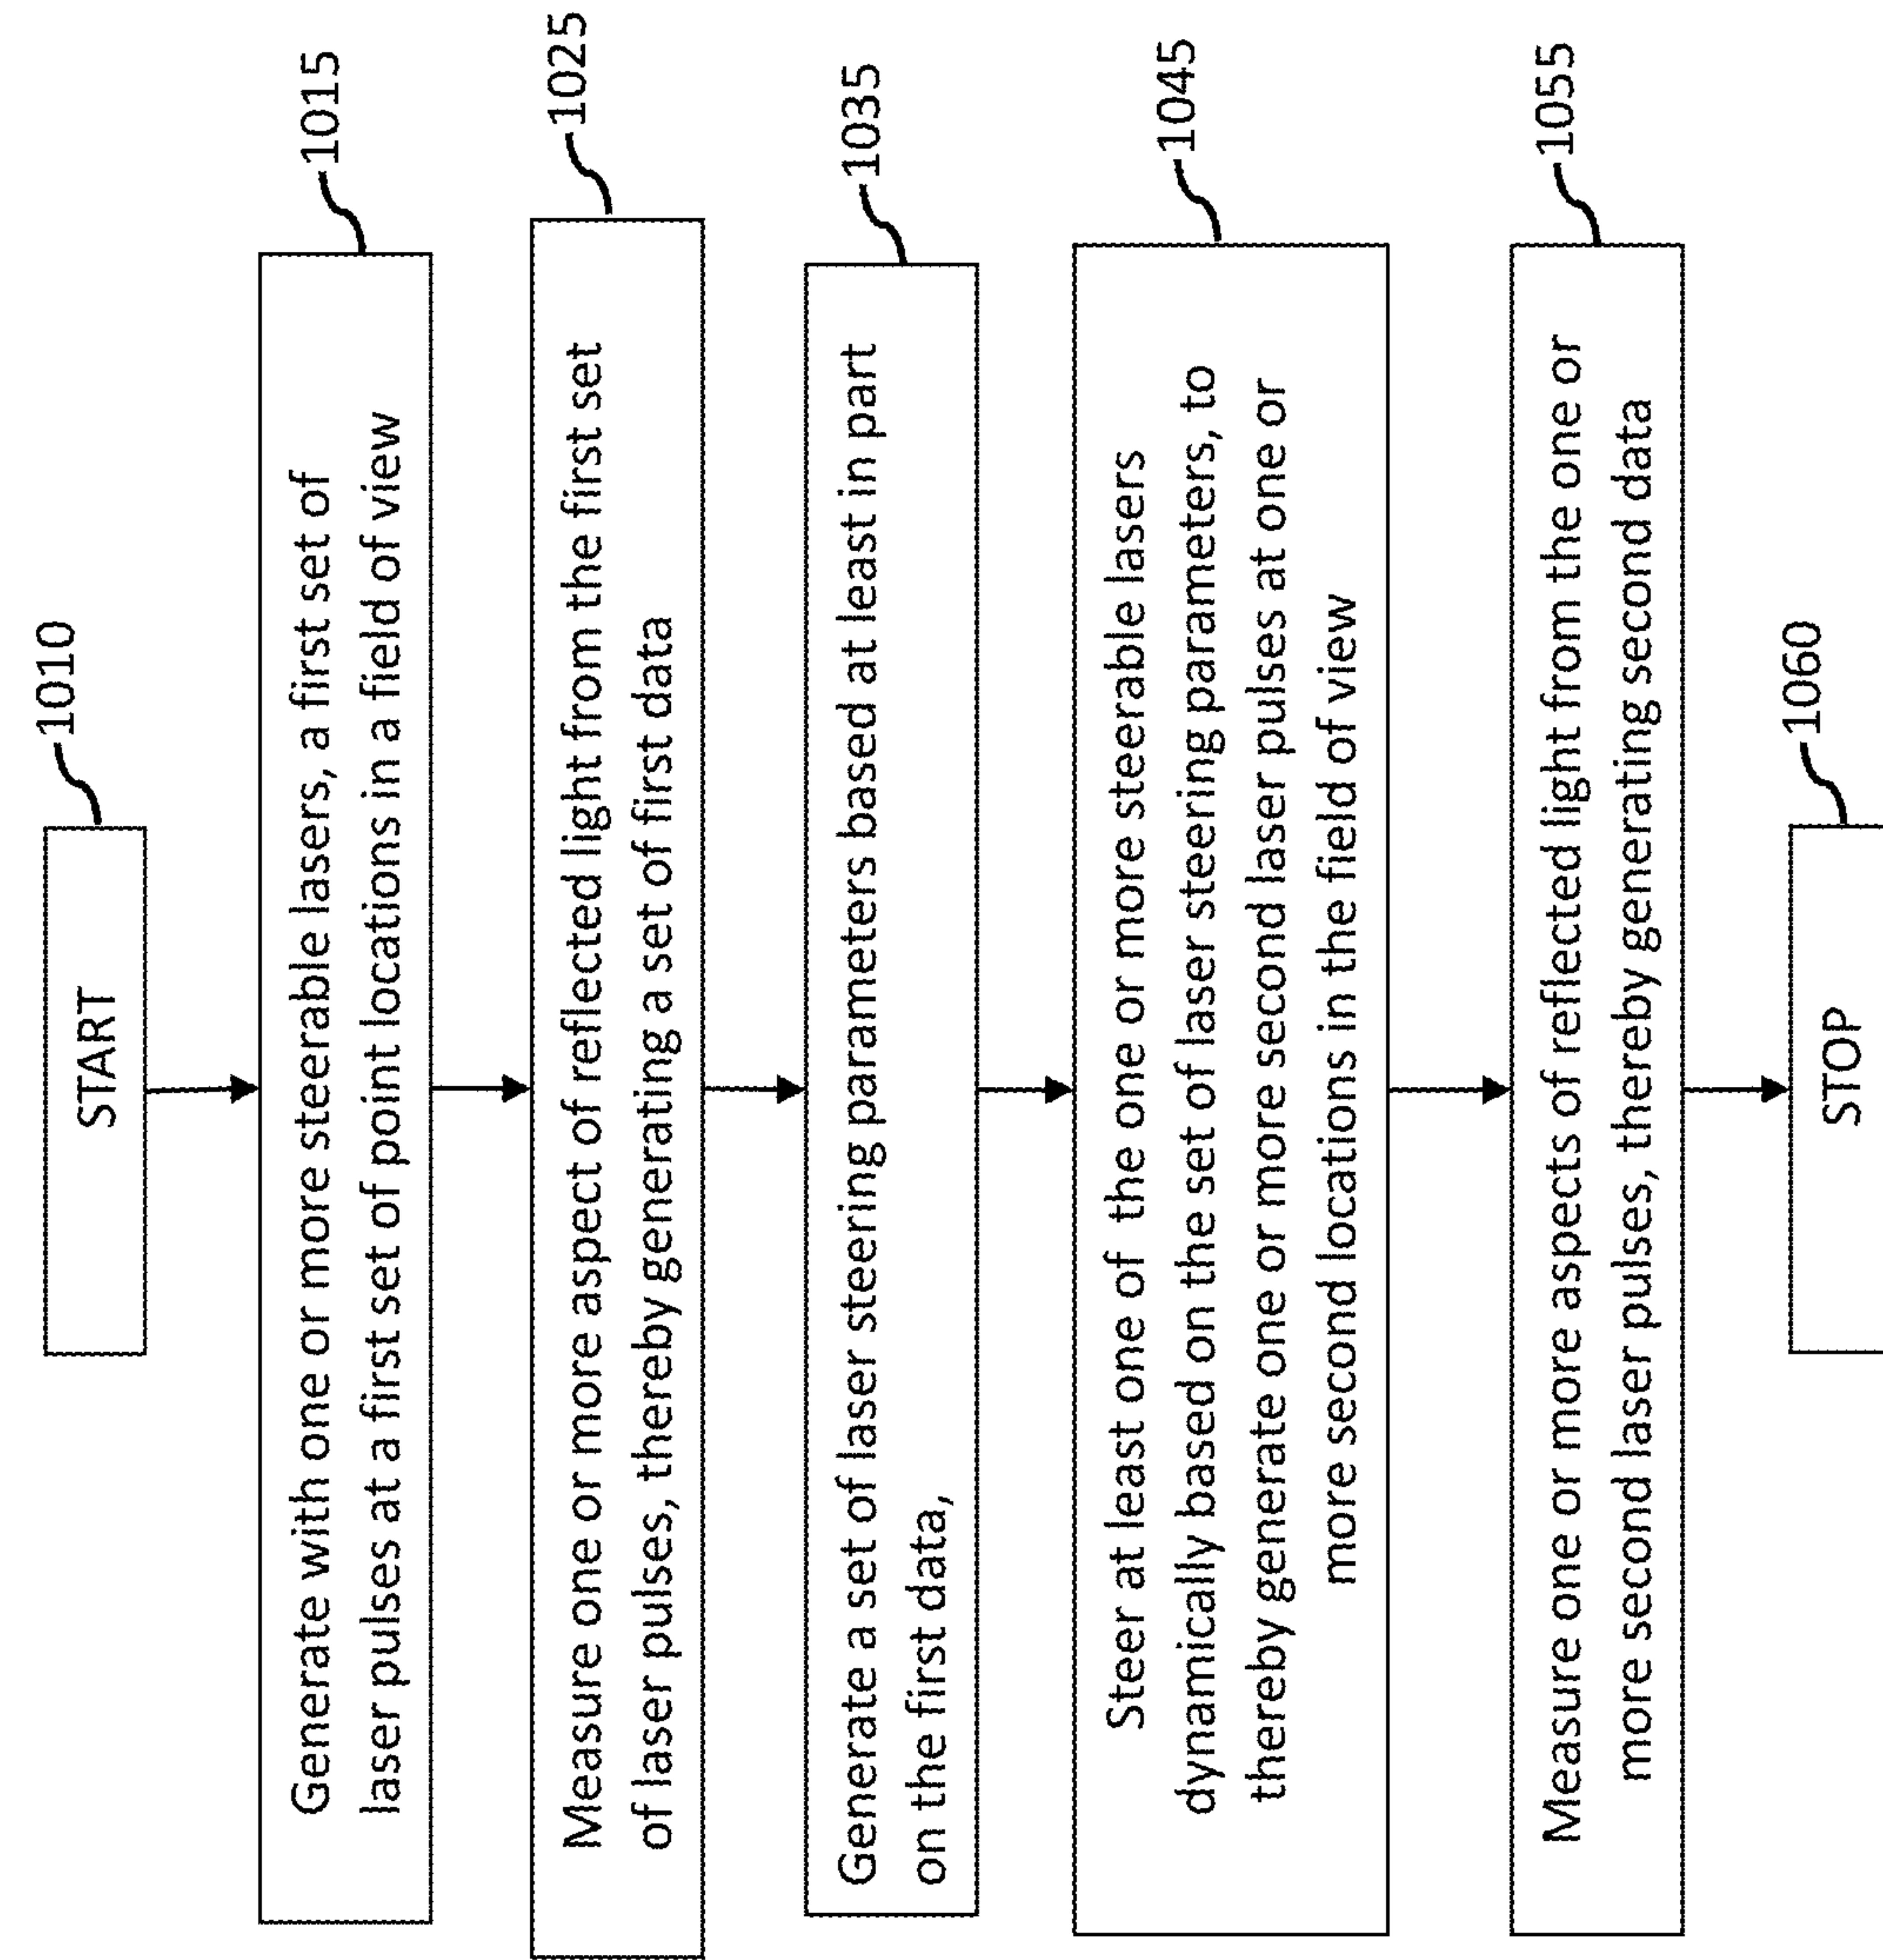 1010
START
1015
Generate with one or more steerable lasers, a first set of
laser pulses at a first set of point locations in a field of view
1025
Measure one or more aspect of reflected light from the first set
of laser pulses, thereby generating a set of first data
1035
Generate a set of laser steering parameters based at least in part
on the first data,
1045
Steer at least one of the one or more steerable lasers
dynamically based on the set of laser steering parameters, to
thereby generate one or more second laser pulses at one or
more second locations in the field of view
1055
Measure one or more aspects of reflected light from the one or
more second laser pulses, thereby generating second data
1060
STOP